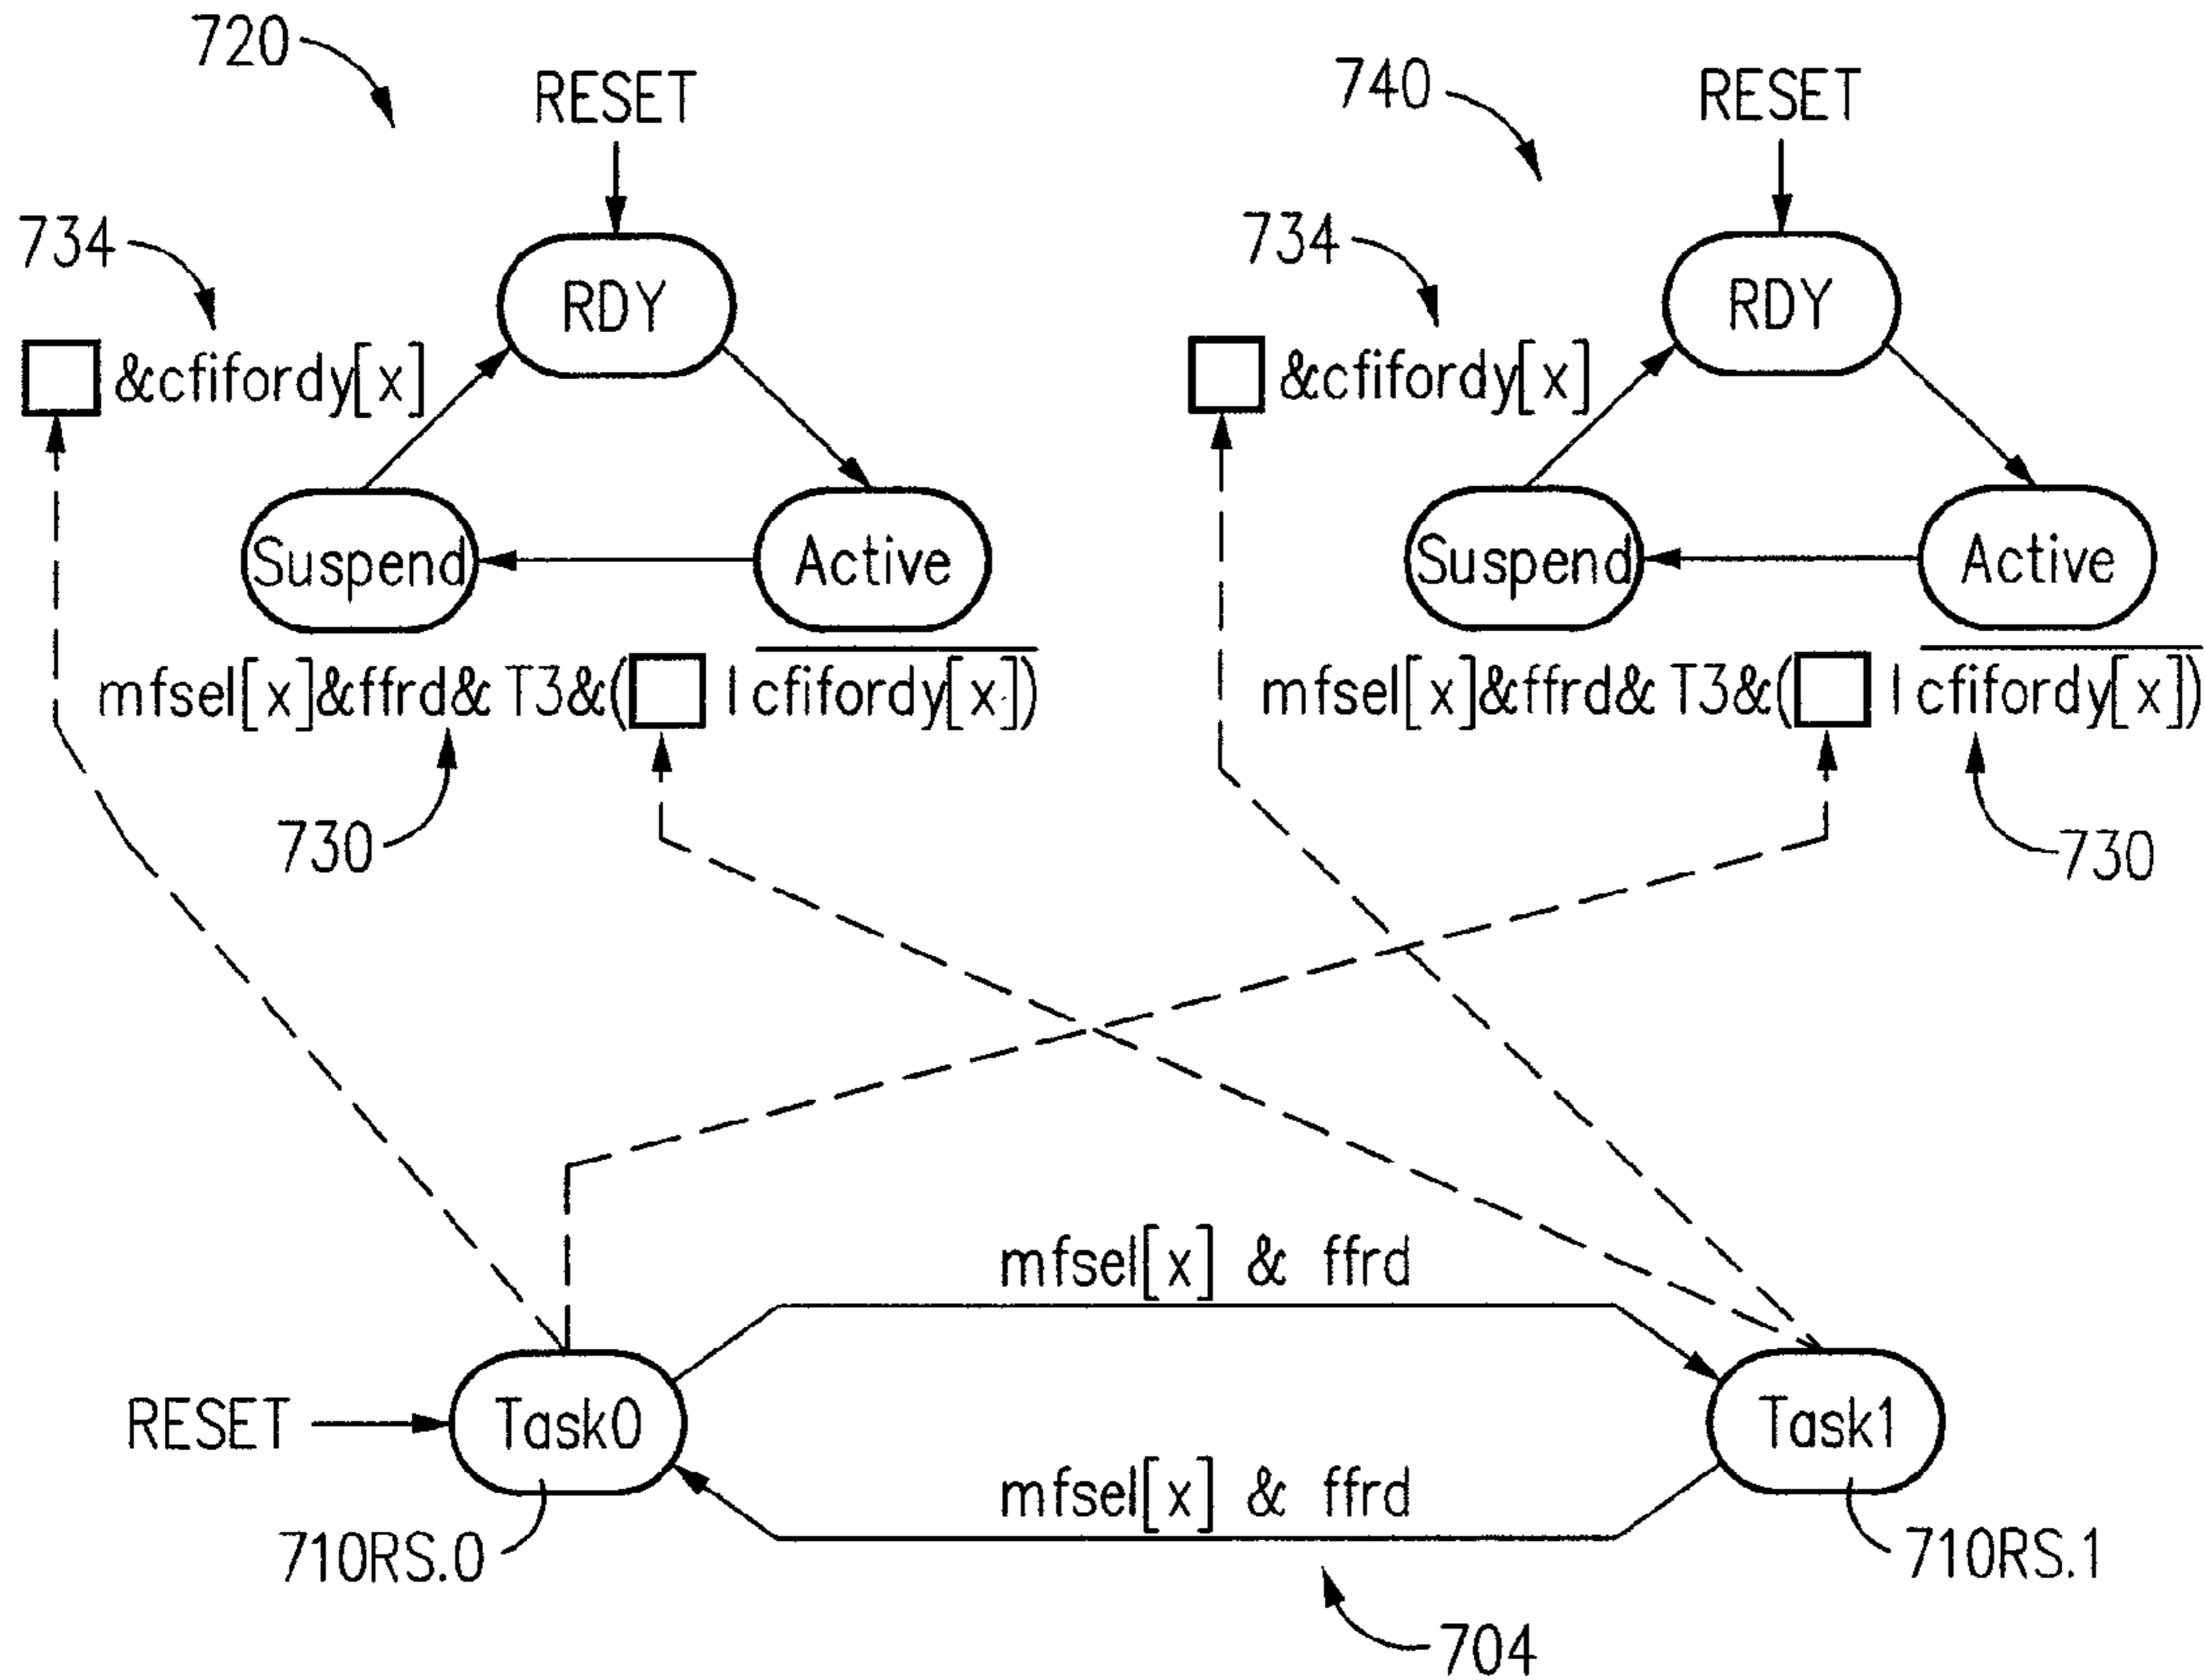 720
RESET
740
RESET
734
RDY
734
RDY
&cfifordy[x]
&cfifordy[x]
Suspend
Active
Suspend
Active
mfsel[x]&ffrd& T3&( | cfifordy[x])
mfsel[x]&ffrd& T3&( | cfifordy[x])
730
730
mfsel[x] & ffrd
RESET
Task0
Task1
mfsel[x] & ffrd
710RS.0
710RS.1
704